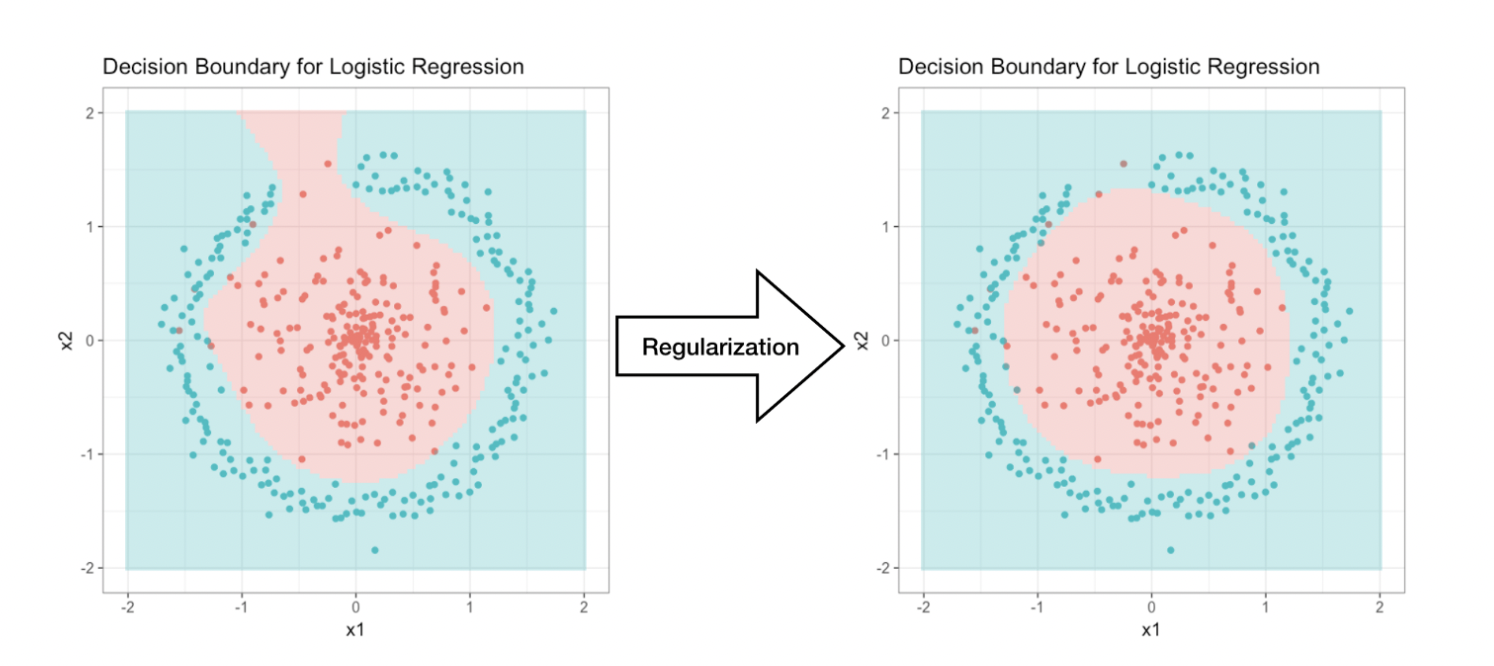 Decision Boundary for Logistic Regression
2
1
0
-1
-2
x2
-2 -1 0 1 2
x1
Regularization
Decision Boundary for Logistic Regression
2
1
0
-1
-2
x2
-2 -1 0 1 2
x1